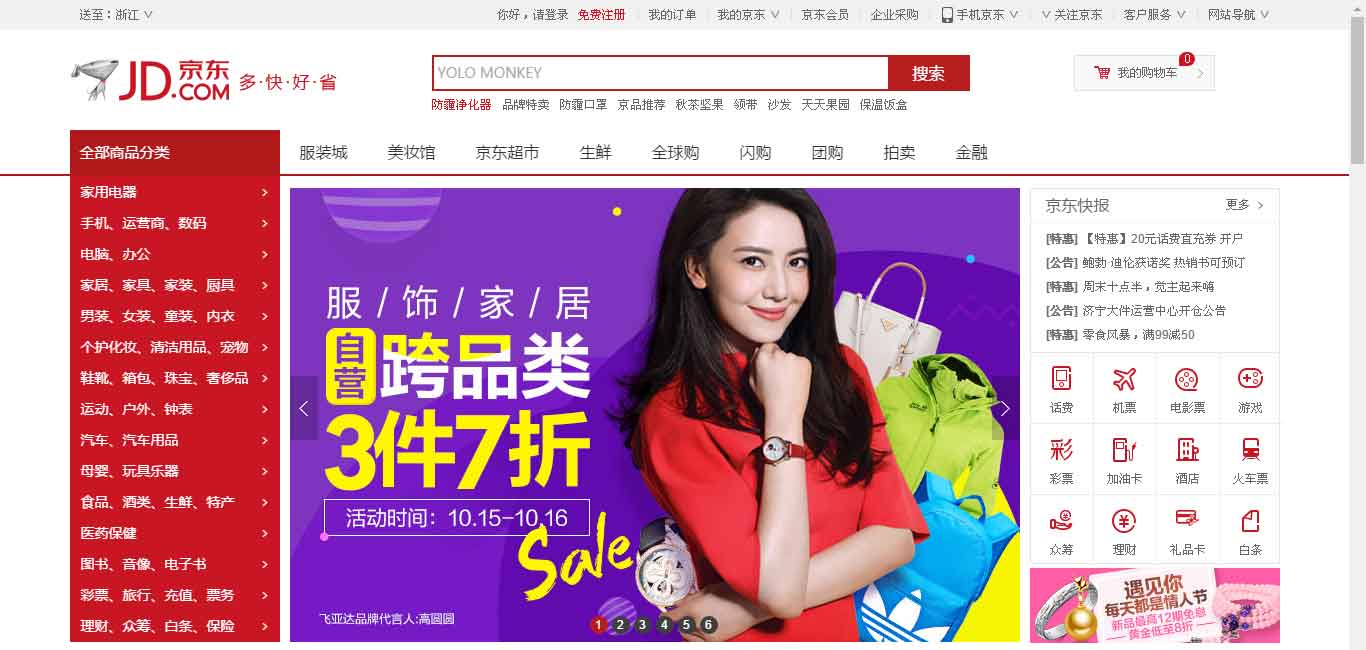 送至：浙江
你好，请登录 免费注册 我的订单 我的京东 京东会员 企业采购 手机京东 关注京东 客户服务 网站导航
JD.COM 京东
多·快·好·省
YOLO MONKEY
搜索
我的购物车
0
防霾净化器 品牌特卖 防霾口罩 京品推荐 秋茶坚果 领带 沙发 天天果园 保温饭盒
全部商品分类
服装城 美妆馆 京东超市 生鲜 全球购 闪购 团购 拍卖 金融
家用电器
手机、运营商、数码
电脑、办公
家居、家具、家装、厨具
男装、女装、童装、内衣
个护化妆、清洁用品、宠物
鞋靴、箱包、珠宝、奢侈品
运动、户外、钟表
汽车、汽车用品
母婴、玩具乐器
食品、酒类、生鲜、特产
医药保健
图书、音像、电子书
彩票、旅行、充值、票务
理财、众筹、白条、保险
服/饰/家/居
自营
跨品类
3件7折
活动时间：10.15-10.16
Sale
飞亚达品牌代言人:高圆圆
1 2 3 4 5 6
京东快报
更多
[特惠] 【特惠】20元话费直充券 开户
[公告] 鲍勃·迪伦获诺奖 热销书可预订
[特惠] 周末十点半，觉主起来嗨
[公告] 济宁大件运营中心开仓公告
[特惠] 零食风暴，满99减50
话费 机票 电影票 游戏
彩
彩票 加油卡 酒店 火车票
众筹 理财 礼品卡 白条
遇见你
每天都是情人节
新品最高12期免息
黄金低至8折